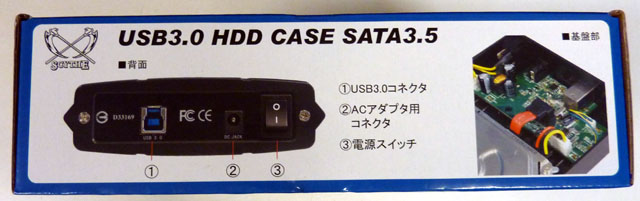 SCYTHE
USB3.0 HDD CASE SATA3.5
■背面
D33169
FC CE
USB 3.0
DC JACK
O
I
① ② ③
①USB3.0コネクタ
②ACアダプタ用
コネクタ
③電源スイッチ
■基盤部